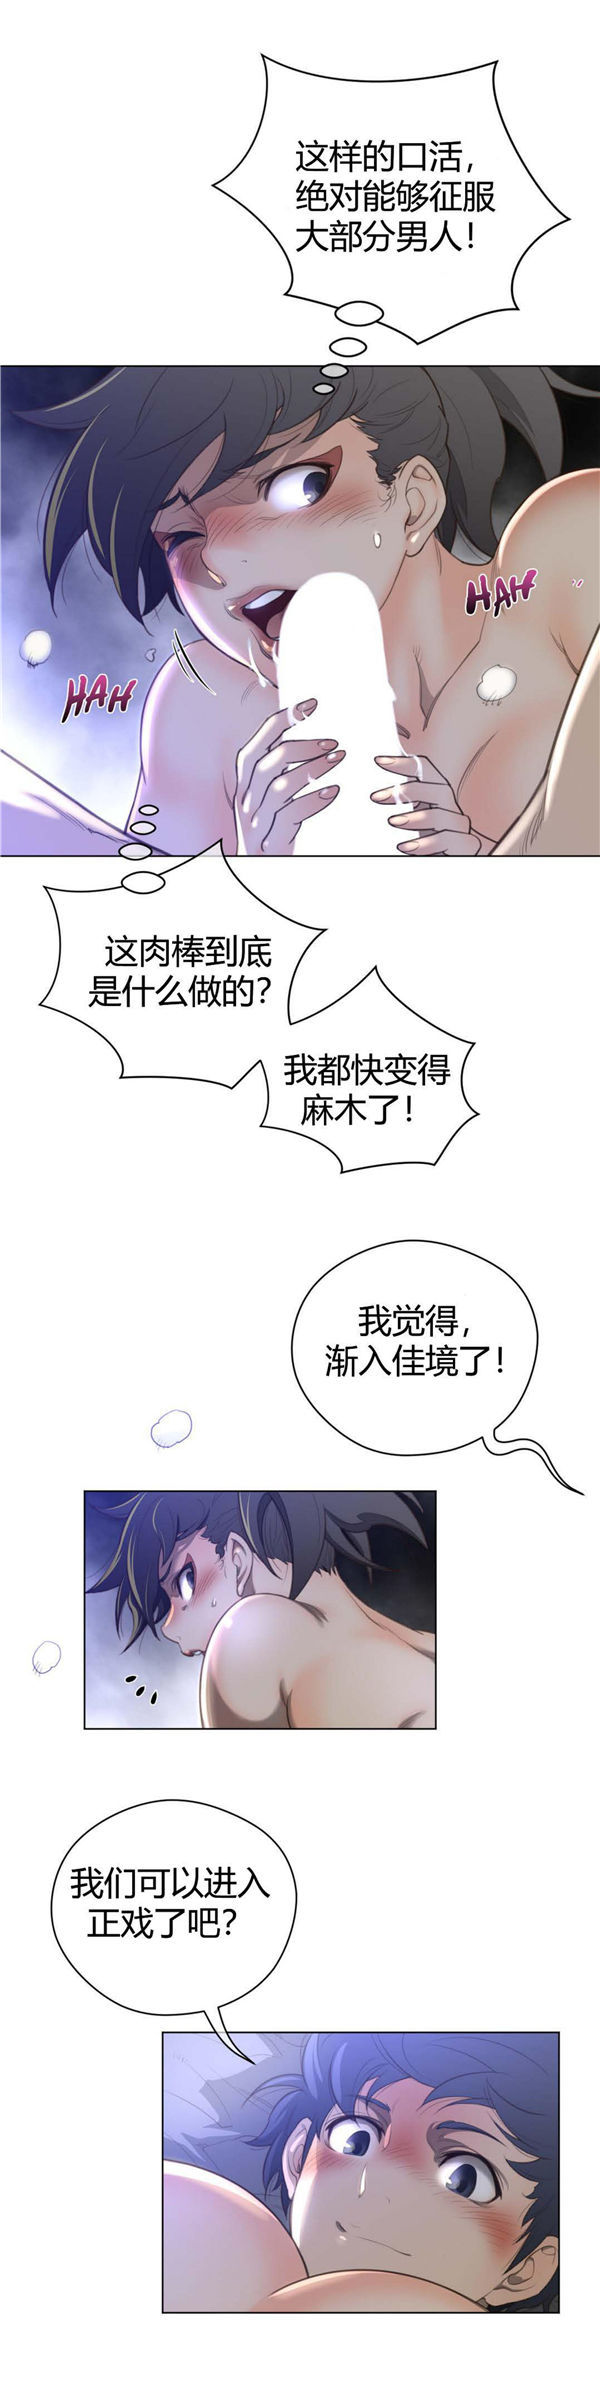 这样的口活，
绝对能够征服
大部分男人！
HAH
HAH
这肉棒到底
是什么做的？
我都快变得
麻木了！
我觉得，
渐入佳境了！
我们可以进入
正戏了吧？